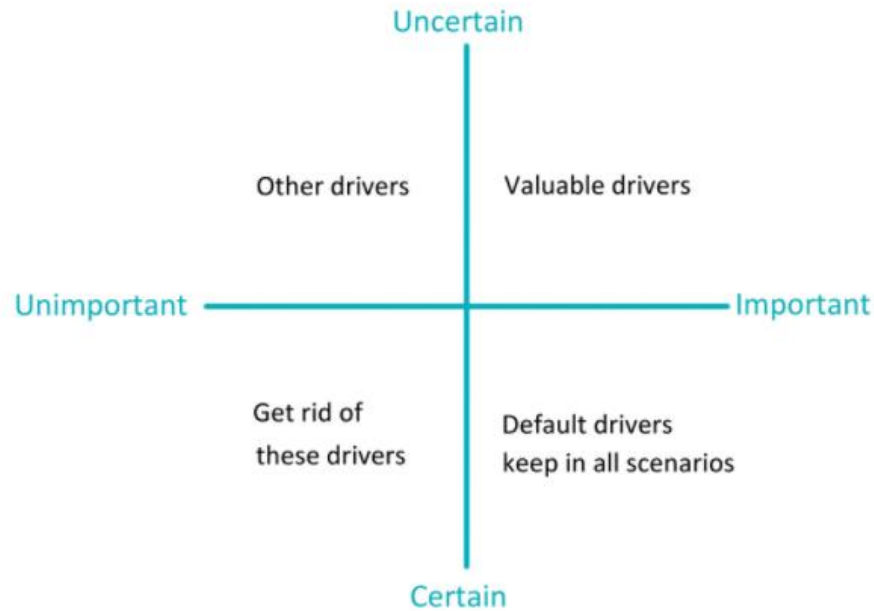 Uncertain
Other drivers
Valuable drivers
Unimportant
Important
Get rid of
these drivers
Default drivers
keep in all scenarios
Certain